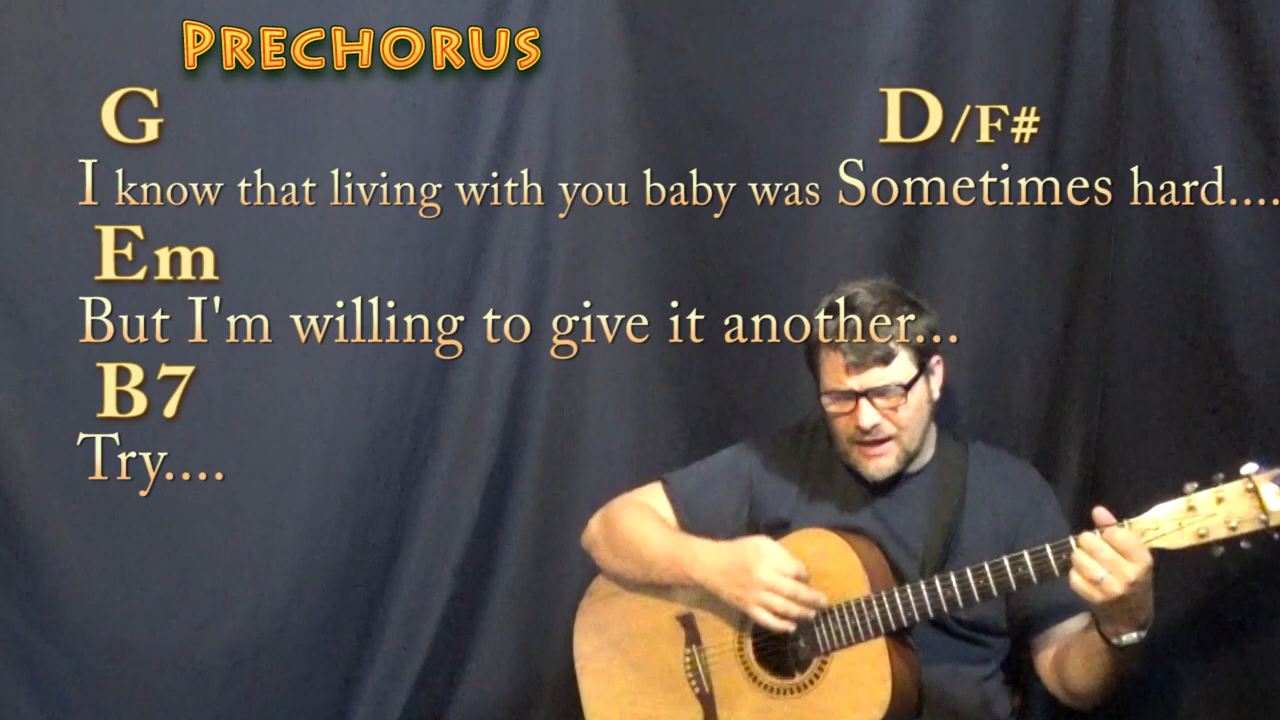 PRECHORUS
G D/F#
I know that living with you baby was Sometimes hard....
Em
But I'm willing to give it another...
B7
Try....